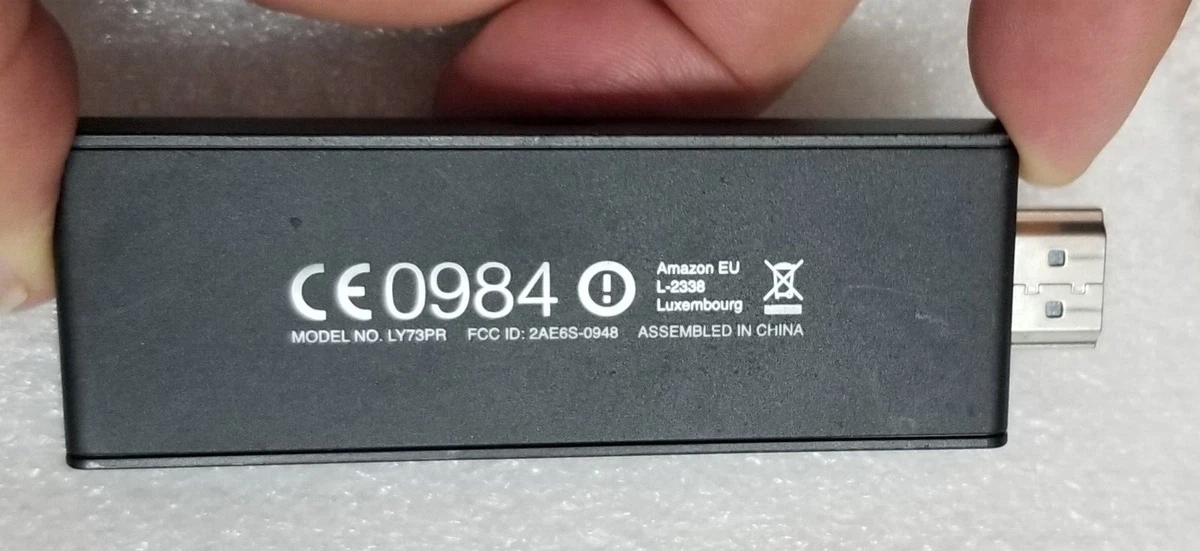 CE0984 Amazon EU
L-2338
Luxembourg
MODEL NO. LY73PR FCC ID: 2AE6S-0948 ASSEMBLED IN CHINA